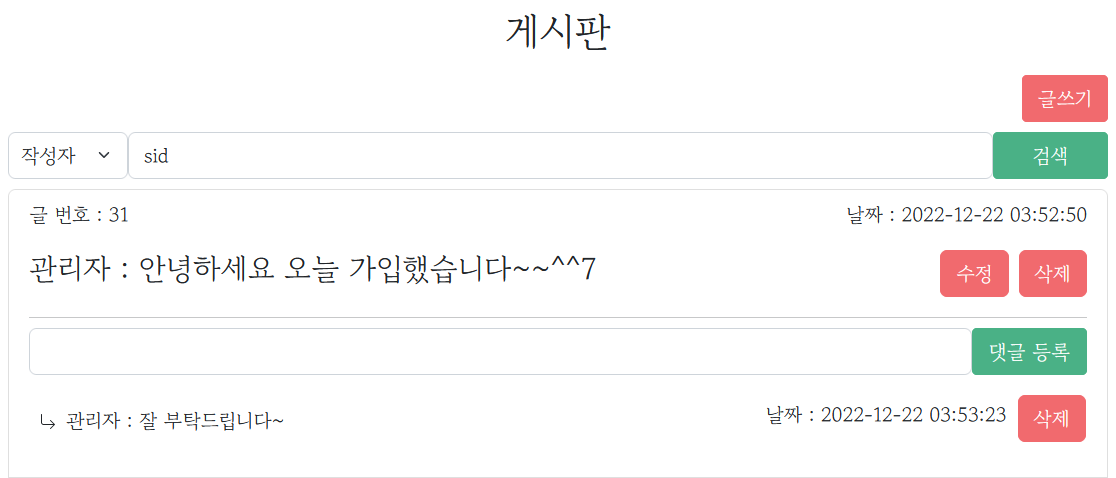 게시판
글쓰기
작성자 sid 검색
글 번호 : 31 날짜 : 2022-12-22 03:52:50
관리자 : 안녕하세요 오늘 가입했습니다~~^^7 수정 삭제
댓글 등록
관리자 : 잘 부탁드립니다~ 날짜 : 2022-12-22 03:53:23 삭제